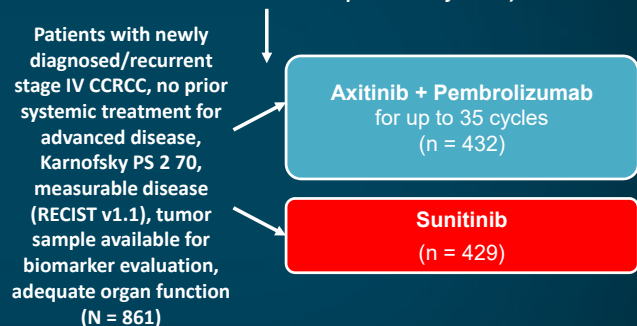 Patients with newly
diagnosed/recurrent
stage IV CCRCC, no prior
systemic treatment for
advanced disease,
Karnofsky PS 2 70,
measurable disease
(RECIST v1.1), tumor
sample available for
biomarker evaluation,
adequate organ function
(N = 861)
Axitinib + Pembrolizumab
for up to 35 cycles
(n = 432)
Sunitinib
(n = 429)